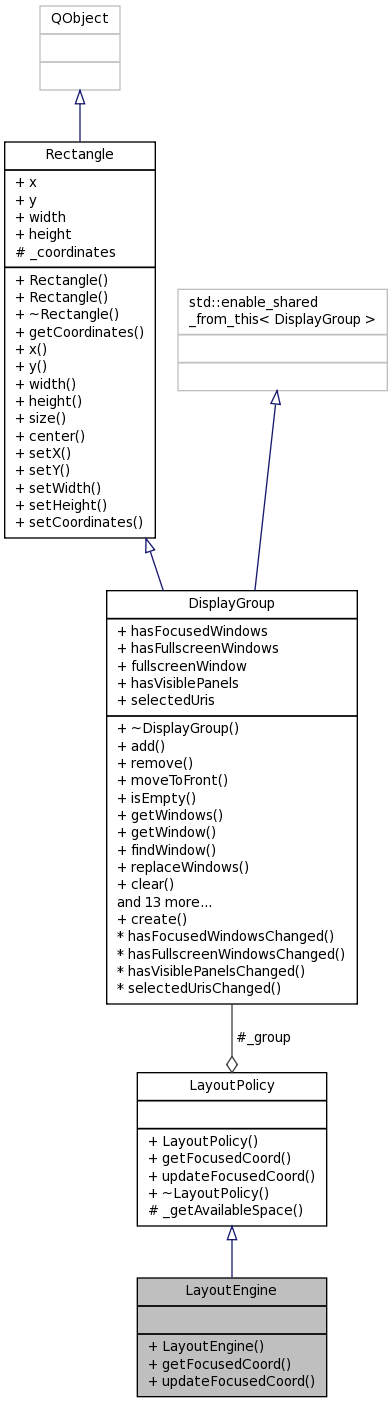 QObject
Rectangle
+ x
+ y
+ width
+ height
# _coordinates
+ Rectangle()
+ Rectangle()
+ ~Rectangle()
+ getCoordinates()
+ x()
+ y()
+ width()
+ height()
+ size()
+ center()
+ setX()
+ setY()
+ setWidth()
+ setHeight()
+ setCoordinates()
std::enable_shared
_from_this< DisplayGroup >
DisplayGroup
+ hasFocusedWindows
+ hasFullscreenWindows
+ fullscreenWindow
+ hasVisiblePanels
+ selectedUris
+ ~DisplayGroup()
+ add()
+ remove()
+ moveToFront()
+ isEmpty()
+ getWindows()
+ getWindow()
+ findWindow()
+ replaceWindows()
+ clear()
and 13 more...
+ create()
* hasFocusedWindowsChanged()
* hasFullscreenWindowsChanged()
* hasVisiblePanelsChanged()
* selectedUrisChanged()
#_group
LayoutPolicy
+ LayoutPolicy()
+ getFocusedCoord()
+ updateFocusedCoord()
+ ~LayoutPolicy()
# _getAvailableSpace()
LayoutEngine
+ LayoutEngine()
+ getFocusedCoord()
+ updateFocusedCoord()